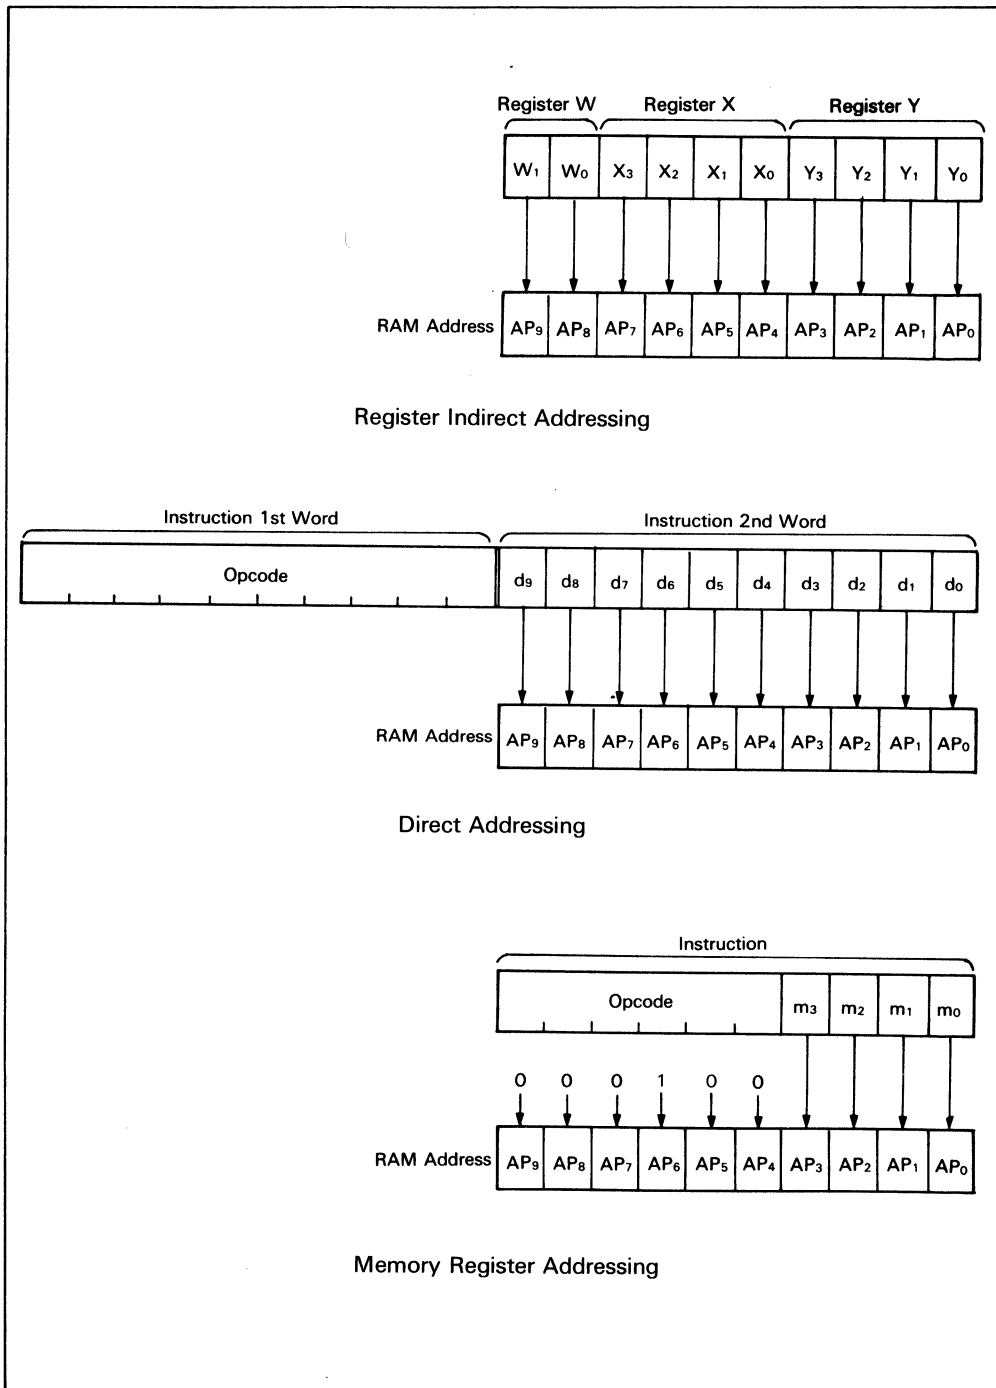 Register W Register X Register Y
W1 W0 X3 X2 X1 X0 Y3 Y2 Y1 Y0
RAM Address AP9 AP8 AP7 AP6 AP5 AP4 AP3 AP2 AP1 AP0
Register Indirect Addressing
Instruction 1st Word Instruction 2nd Word
Opcode d9 d8 d7 d6 d5 d4 d3 d2 d1 d0
RAM Address AP9 AP8 AP7 AP6 AP5 AP4 AP3 AP2 AP1 AP0
Direct Addressing
Instruction
Opcode m3 m2 m1 m0
0 0 0 1 0 0
RAM Address AP9 AP8 AP7 AP6 AP5 AP4 AP3 AP2 AP1 AP0
Memory Register Addressing